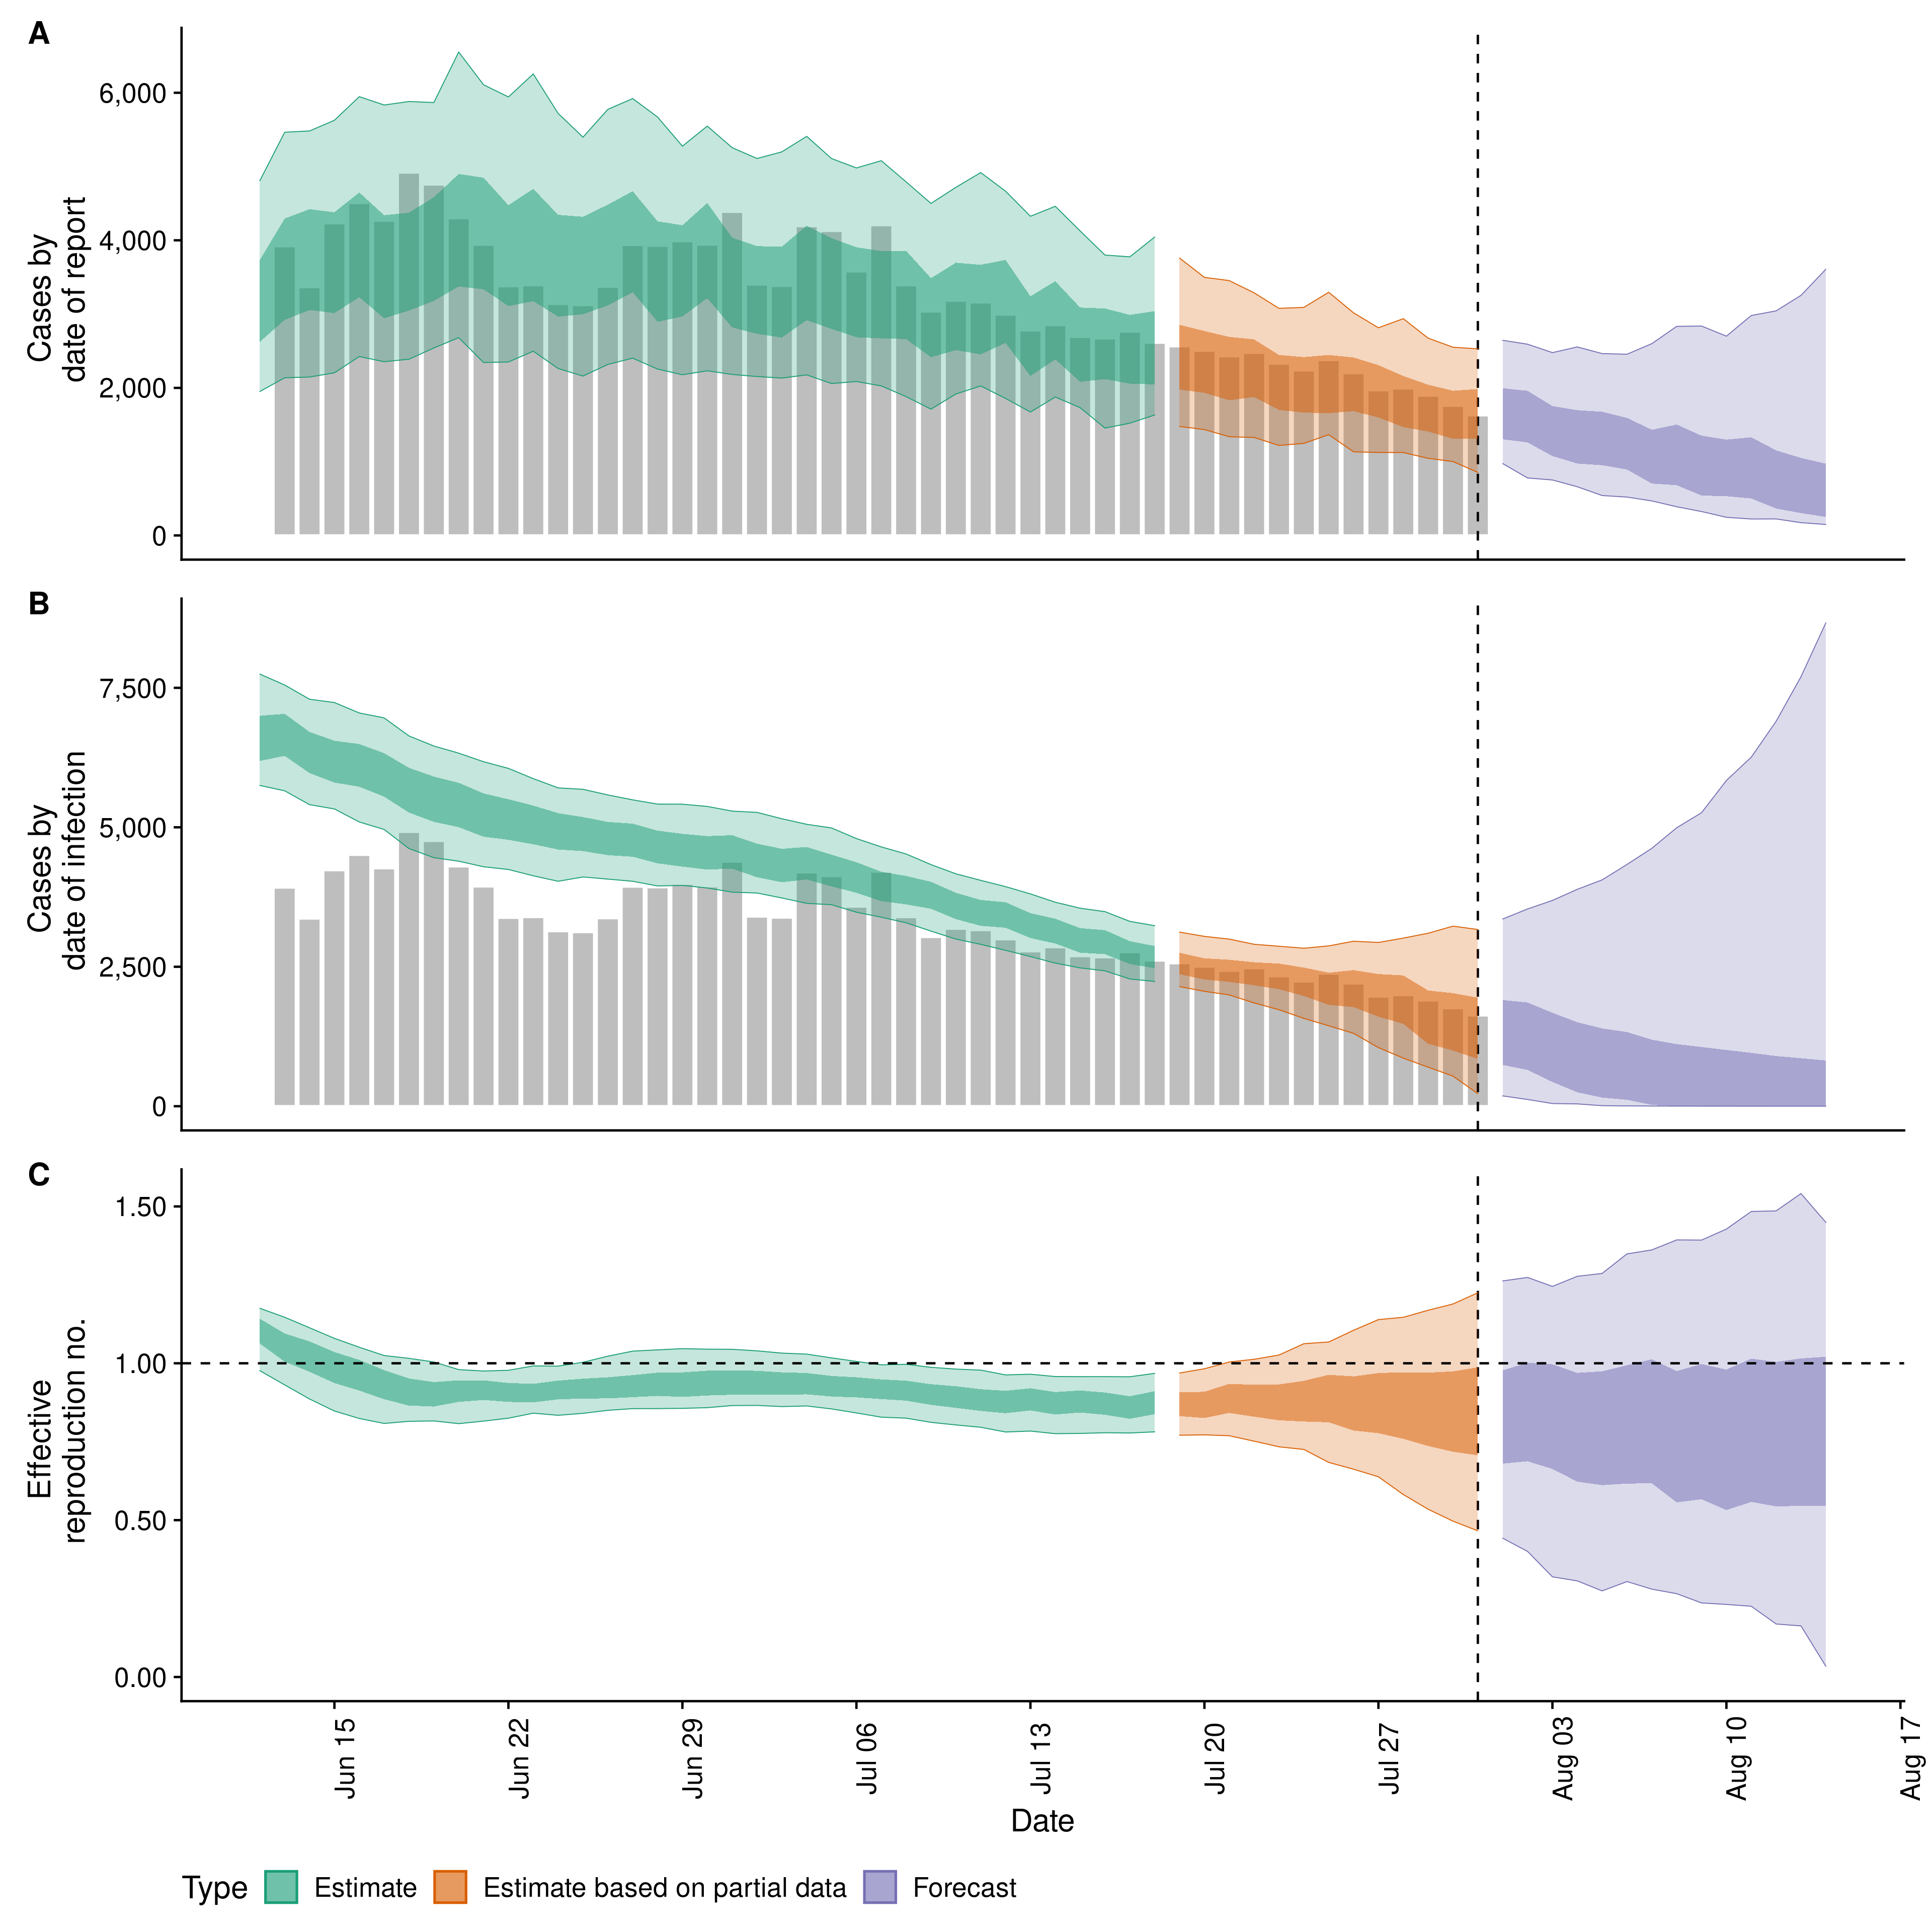 A
Cases by
date of report
6,000
4,000
2,000
0
B
Cases by
date of infection
7,500
5,000
2,500
0
C
Effective
reproduction no.
1.50
1.00
0.50
0.00
Jun 15
Jun 22
Jun 29
Jul 06
Jul 13
Jul 20
Jul 27
Aug 03
Aug 10
Aug 17
Date
Type
Estimate
Estimate based on partial data
Forecast